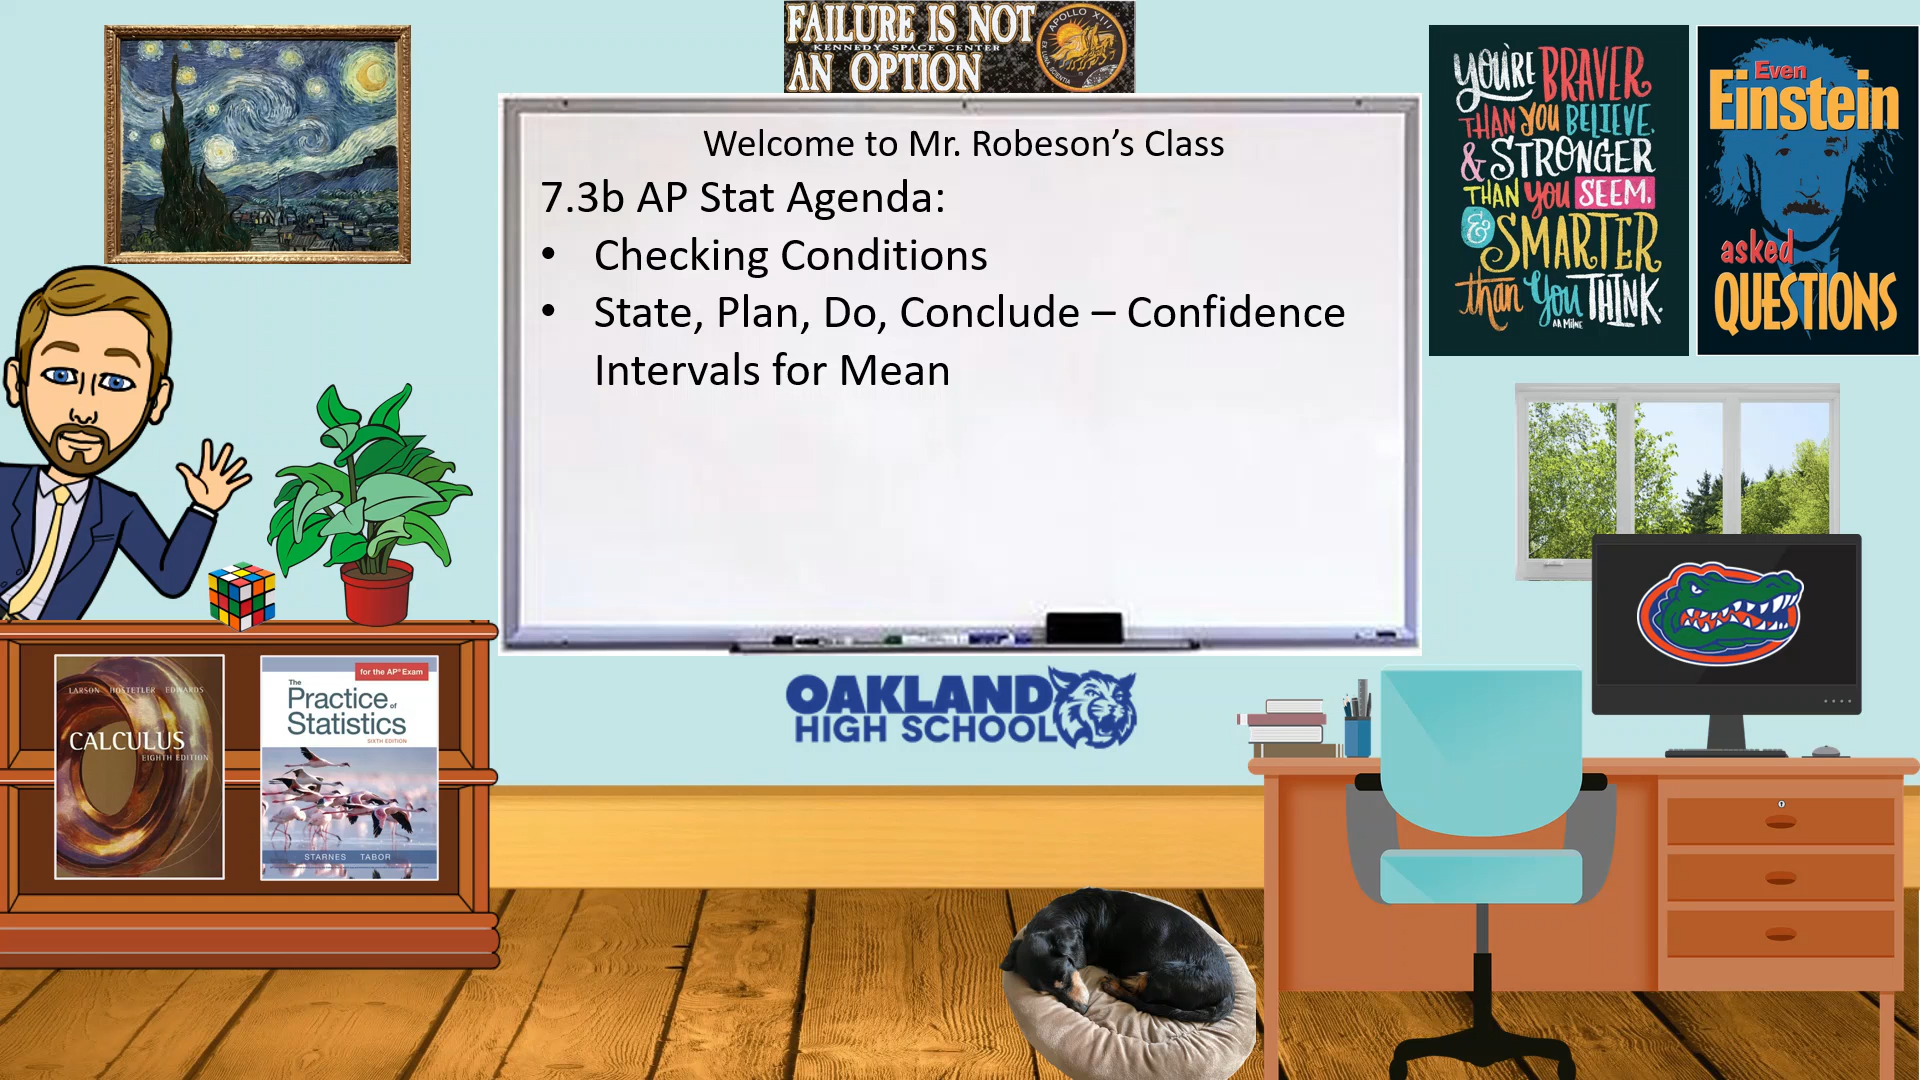 FAILURE IS NOT
KENNEDY SPACE CENTER
AN OPTION
APOLLO XIII
Welcome to Mr. Robeson’s Class
7.3b AP Stat Agenda:
• Checking Conditions
• State, Plan, Do, Conclude – Confidence
Intervals for Mean
YOU'RE BRAVER
THAN YOU BELIEVE,
& STRONGER
THAN you SEEM,
& SMARTER
than you THINK.
AA Milne
Even
Einstein
asked
QUESTIONS
LARSON HOSTETLER EDWARDS
CALCULUS
EIGHTH EDITION
for the AP® Exam
The
Practice of
Statistics
SIXTH EDITION
STARNES TABOR
OAKLAND
HIGH SCHOOL